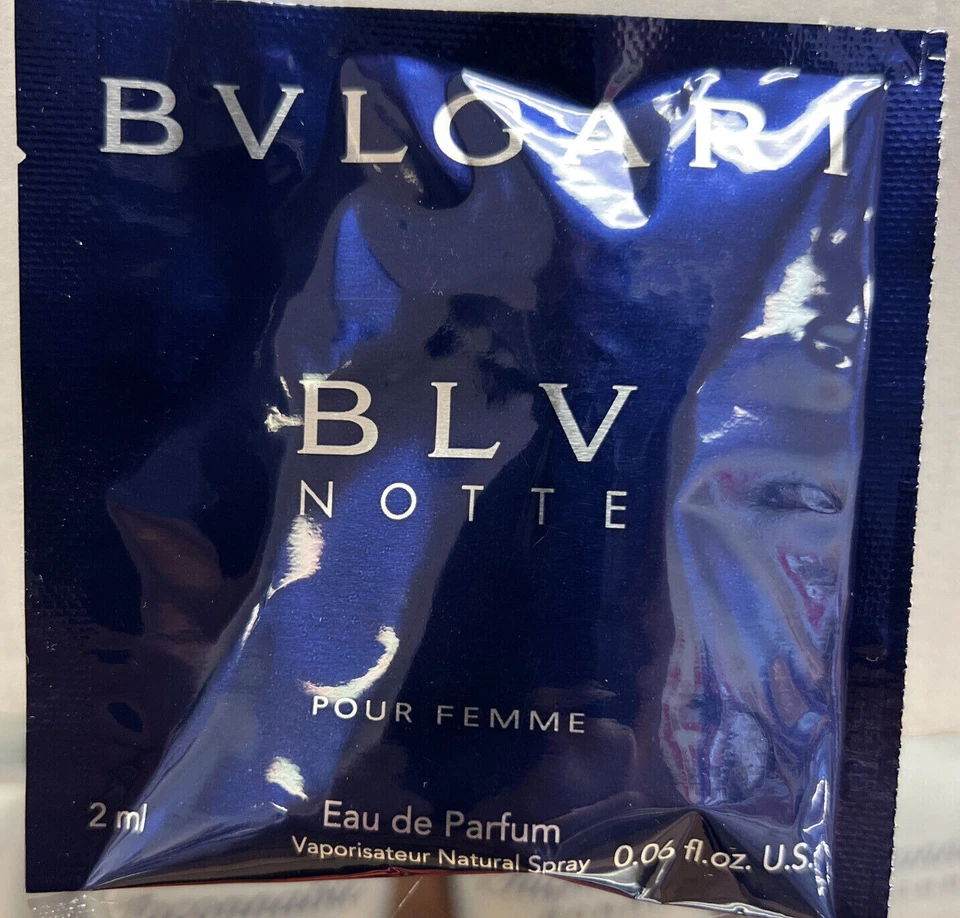 BVLGARI
BLV
NOTTE
POUR FEMME
2 ml
Eau de Parfum
Vaporisateur Natural Spray
0.06 fl.oz. U.S.